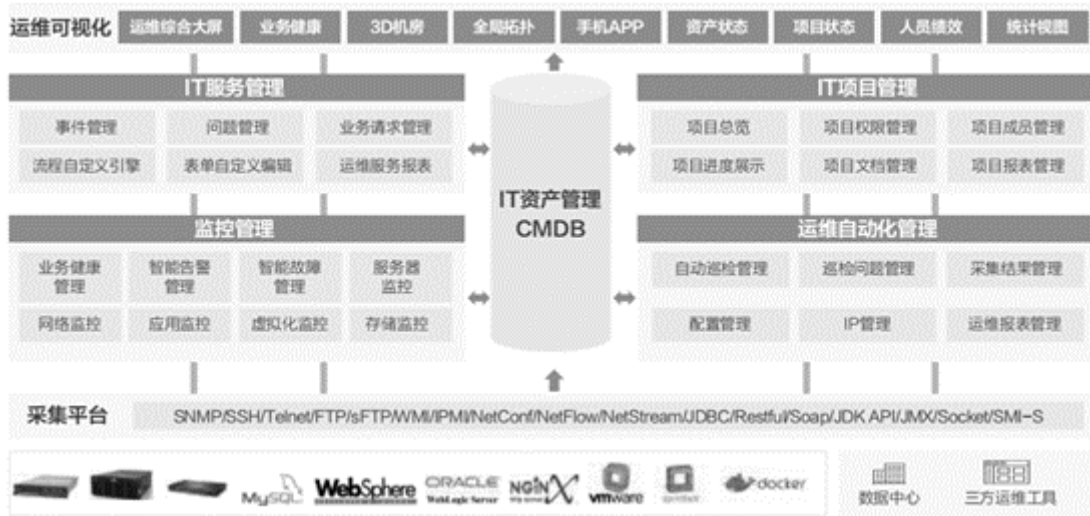 运维可视化 运维综合大屏 业务健康 3D机房 全局拓扑 手机APP 资产状态 项目状态 人员绩效 统计视图
IT服务管理
事件管理 问题管理 业务请求管理
流程自定义引擎 表单自定义编辑 运维服务报表
监控管理
业务健康管理 智能告警管理 智能故障管理 服务器监控
网络监控 应用监控 虚拟化监控 存储监控
IT资产管理
CMDB
IT项目管理
项目总览 项目权限管理 项目成员管理
项目进度展示 项目文档管理 项目报表管理
运维自动化管理
自动巡检管理 巡检问题管理 采集结果管理
配置管理 IP管理 运维报表管理
采集平台 SNMP/SSH/Telnet/FTP/sFTP/WMI/IPMI/NetConf/NetFlow/NetStream/JDBC/Restful/Soap/JDK API/JMX/Socket/SMI-S
MySQL WebSphere ORACLE WebLogic Server NGINX vmware docker
数据中心 三方运维工具